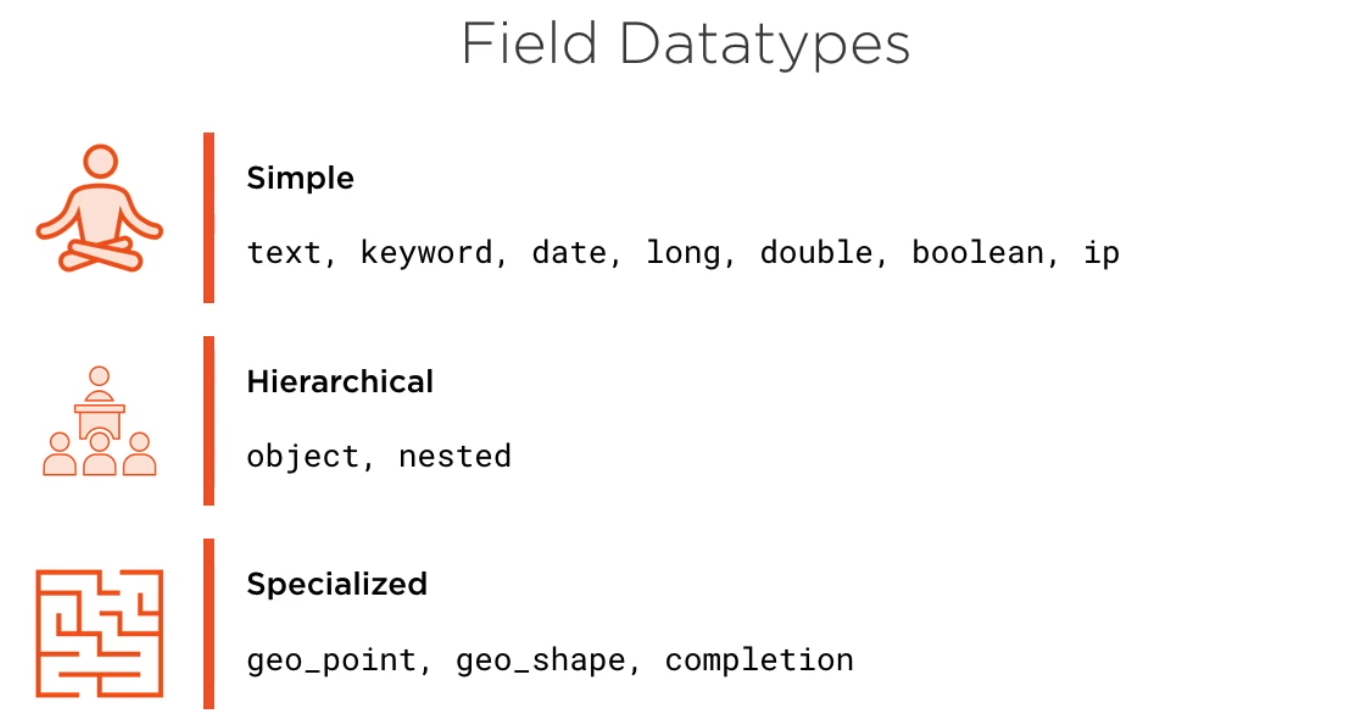 Field Datatypes
Simple
text, keyword, date, long, double, boolean, ip
Hierarchical
object, nested
Specialized
geo_point, geo_shape, completion